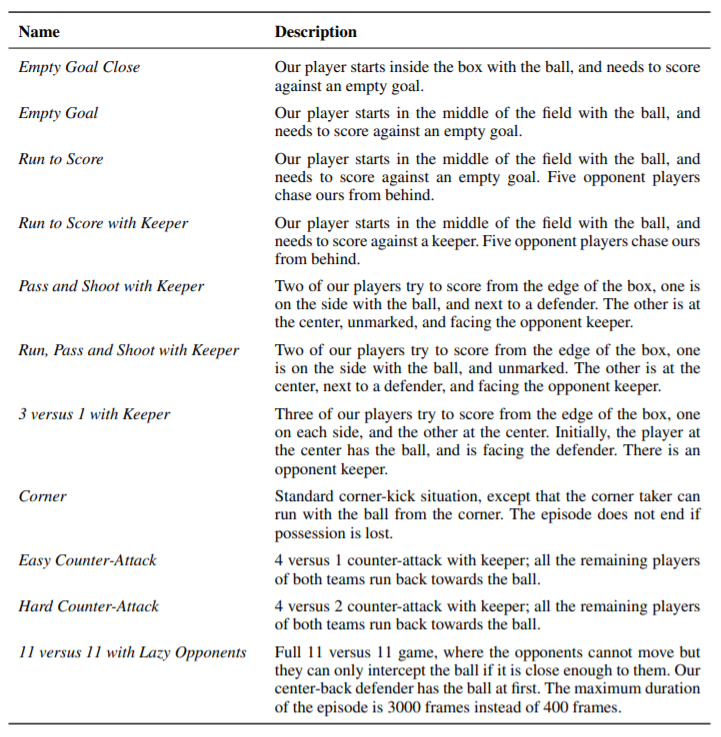 Name Description
Empty Goal Close Our player starts inside the box with the ball, and needs to score
against an empty goal.
Empty Goal Our player starts in the middle of the field with the ball, and
needs to score against an empty goal.
Run to Score Our player starts in the middle of the field with the ball, and
needs to score against an empty goal. Five opponent players
chase ours from behind.
Run to Score with Keeper Our player starts in the middle of the field with the ball, and
needs to score against a keeper. Five opponent players chase ours
from behind.
Pass and Shoot with Keeper Two of our players try to score from the edge of the box, one is
on the side with the ball, and next to a defender. The other is at
the center, unmarked, and facing the opponent keeper.
Run, Pass and Shoot with Keeper Two of our players try to score from the edge of the box, one
is on the side with the ball, and unmarked. The other is at the
center, next to a defender, and facing the opponent keeper.
3 versus 1 with Keeper Three of our players try to score from the edge of the box, one
on each side, and the other at the center. Initially, the player at
the center has the ball, and is facing the defender. There is an
opponent keeper.
Corner Standard corner-kick situation, except that the corner taker can
run with the ball from the corner. The episode does not end if
possession is lost.
Easy Counter-Attack 4 versus 1 counter-attack with keeper; all the remaining players
of both teams run back towards the ball.
Hard Counter-Attack 4 versus 2 counter-attack with keeper; all the remaining players
of both teams run back towards the ball.
11 versus 11 with Lazy Opponents Full 11 versus 11 game, where the opponents cannot move but
they can only intercept the ball if it is close enough to them. Our
center-back defender has the ball at first. The maximum duration
of the episode is 3000 frames instead of 400 frames.